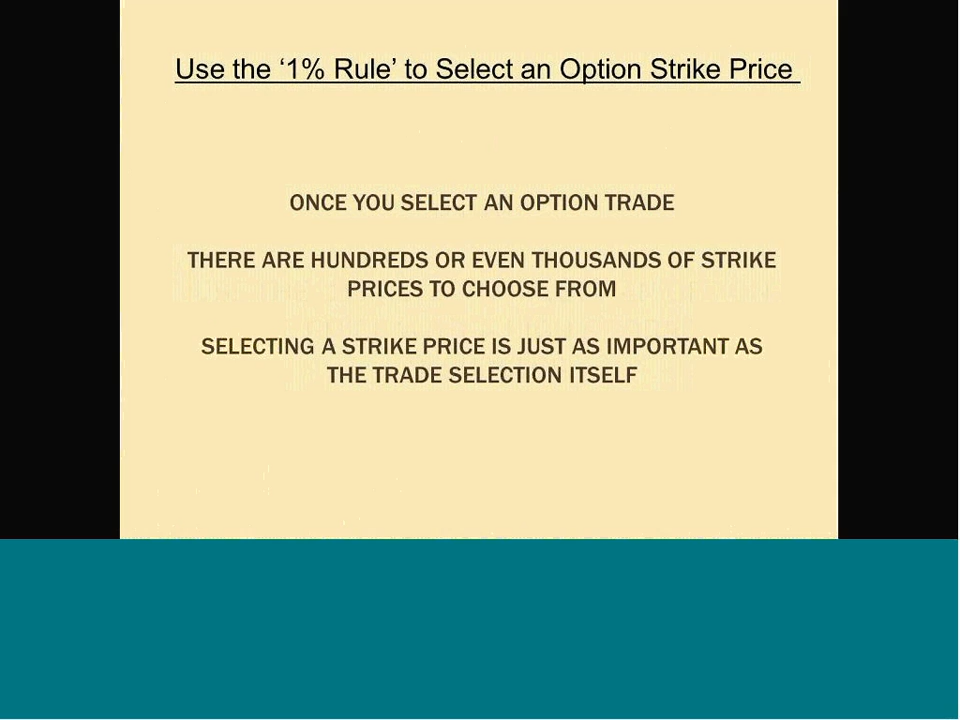 Use the ‘1% Rule’ to Select an Option Strike Price
ONCE YOU SELECT AN OPTION TRADE
THERE ARE HUNDREDS OR EVEN THOUSANDS OF STRIKE
PRICES TO CHOOSE FROM
SELECTING A STRIKE PRICE IS JUST AS IMPORTANT AS
THE TRADE SELECTION ITSELF